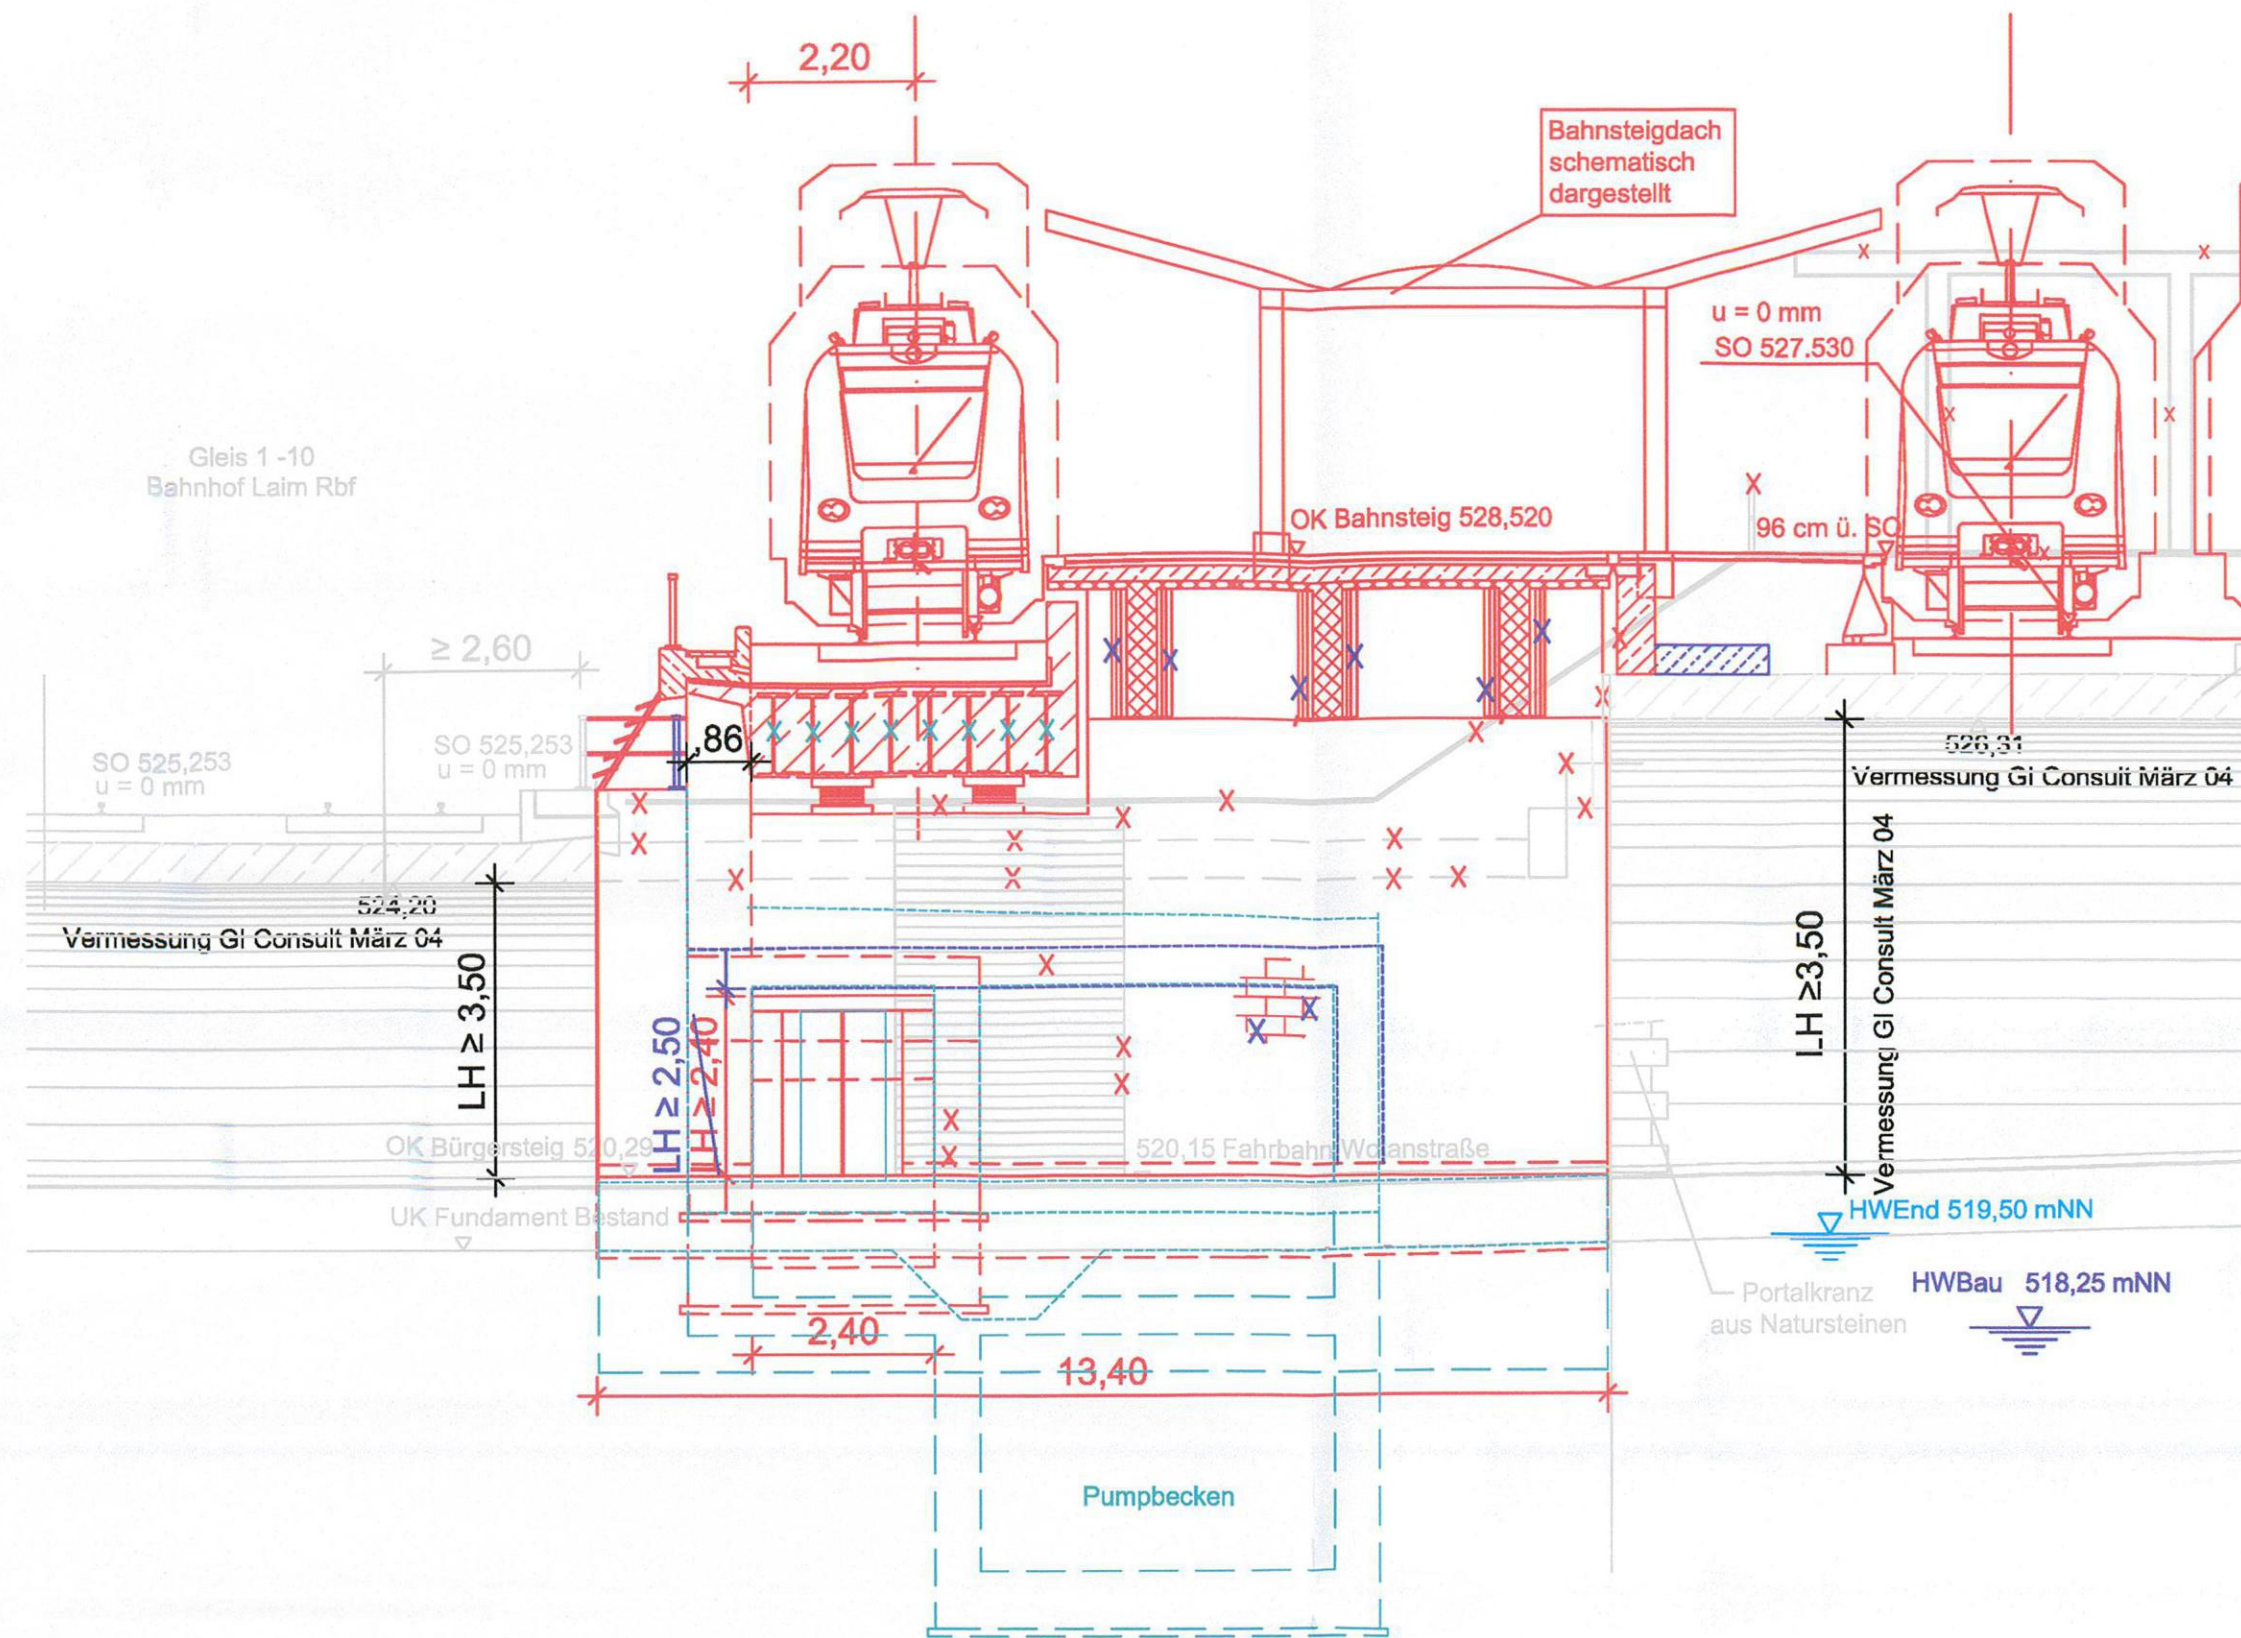 2,20
Bahnsteigdach
schematisch
dargestellt
u = 0 mm
SO 527.530
Gleis 1 -10
Bahnhof Laim Rbf
OK Bahnsteig 528,520
96 cm ü. SO
≥ 2,60
,86
SO 525,253
u = 0 mm
SO 525,253
u = 0 mm
526,31
Vermessung GI Consult März 04
524,20
Vermessung GI Consult März 04
LH ≥ 3,50
LH ≥ 2,50
LH ≥ 2,40
LH ≥3,50
Vermessung GI Consult März 04
OK Bürgersteig 520,29
520,15 Fahrbahn Wotanstraße
UK Fundament Bestand
HWEnd 519,50 mNN
HWBau 518,25 mNN
Portalkranz
aus Natursteinen
2,40
13,40
Pumpbecken